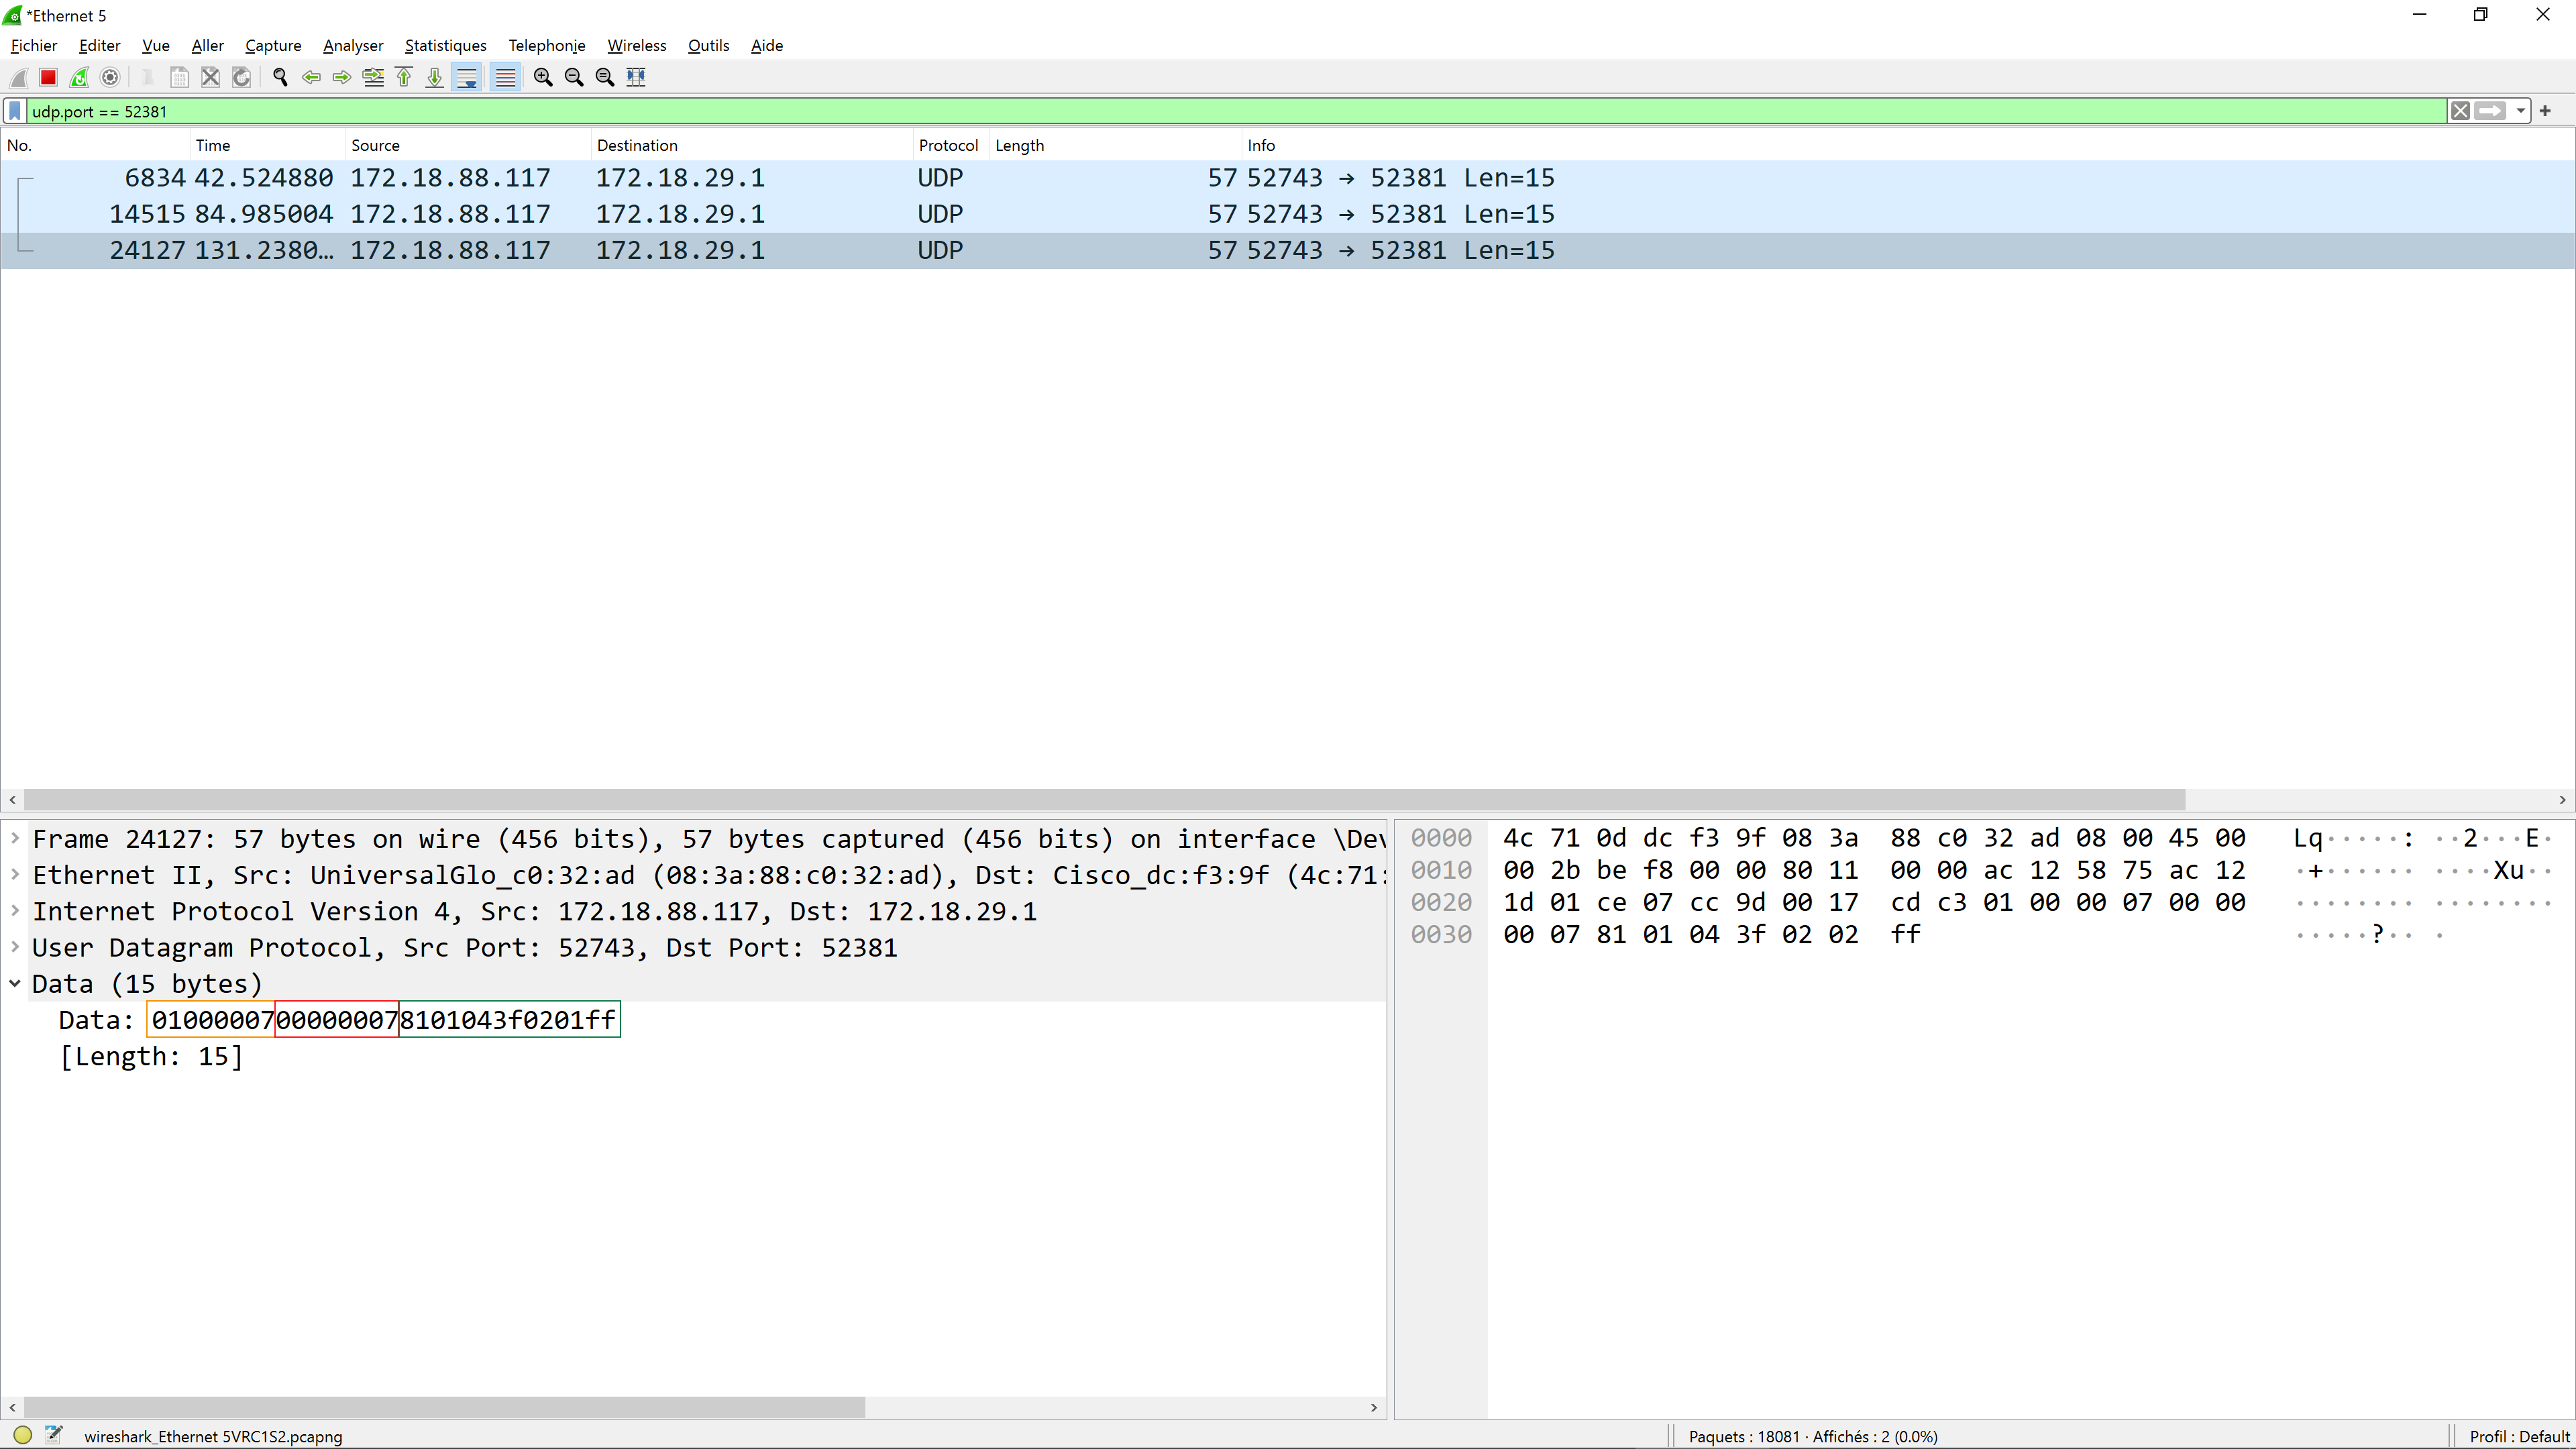 *Ethernet 5
Fichier Editer Vue Aller Capture Analyser Statistiques Telephonie Wireless Outils Aide
udp.port == 52381
No. Time Source Destination Protocol Length Info
6834 42.524880 172.18.88.117 172.18.29.1 UDP 57 52743 → 52381 Len=15
14515 84.985004 172.18.88.117 172.18.29.1 UDP 57 52743 → 52381 Len=15
24127 131.2380… 172.18.88.117 172.18.29.1 UDP 57 52743 → 52381 Len=15
Frame 24127: 57 bytes on wire (456 bits), 57 bytes captured (456 bits) on interface \Dev
Ethernet II, Src: UniversalGlo_c0:32:ad (08:3a:88:c0:32:ad), Dst: Cisco_dc:f3:9f (4c:71:
Internet Protocol Version 4, Src: 172.18.88.117, Dst: 172.18.29.1
User Datagram Protocol, Src Port: 52743, Dst Port: 52381
Data (15 bytes)
Data: 01000007000000078101043f0201ff
[Length: 15]
0000 4c 71 0d dc f3 9f 08 3a 88 c0 32 ad 08 00 45 00 Lq·····: ··2···E·
0010 00 2b be f8 00 00 80 11 00 00 ac 12 58 75 ac 12 ·+······ ····Xu··
0020 1d 01 ce 07 cc 9d 00 17 cd c3 01 00 00 07 00 00 ········ ········
0030 00 07 81 01 04 3f 02 02 ff ·····?·· ·
wireshark_Ethernet 5VRC1S2.pcapng
Paquets : 18081 · Affichés : 2 (0.0%)
Profil : Default